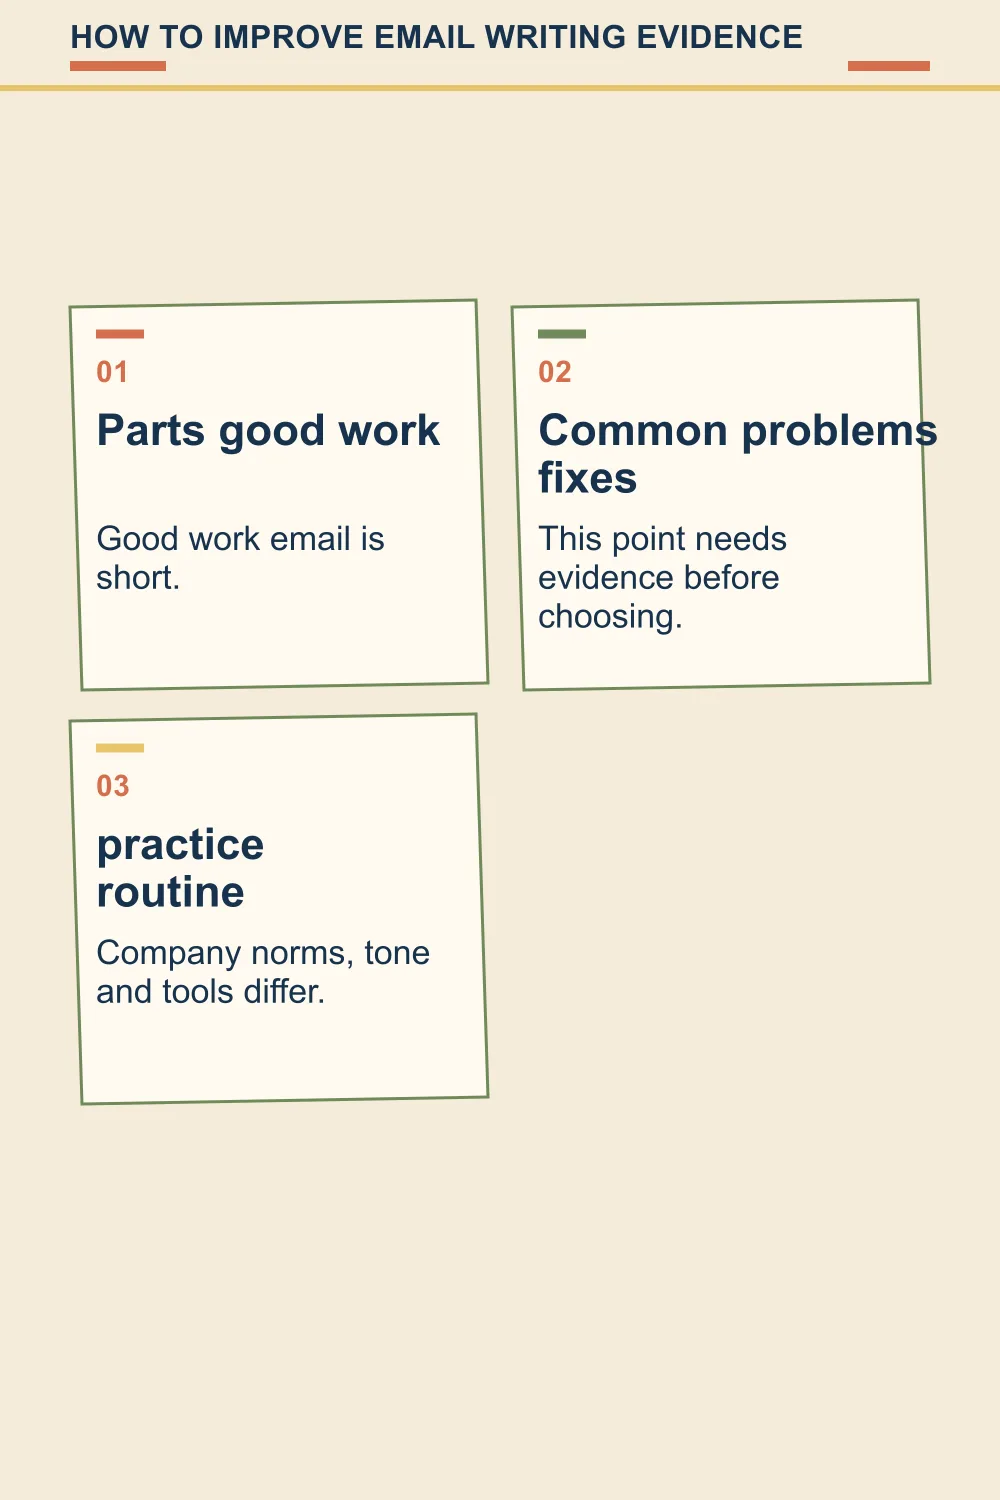 HOW TO IMPROVE EMAIL WRITING EVIDENCE
01
Parts good work
Good work email is
short.
02
Common problems
fixes
This point needs
evidence before
choosing.
03
practice
routine
Company norms, tone
and tools differ.